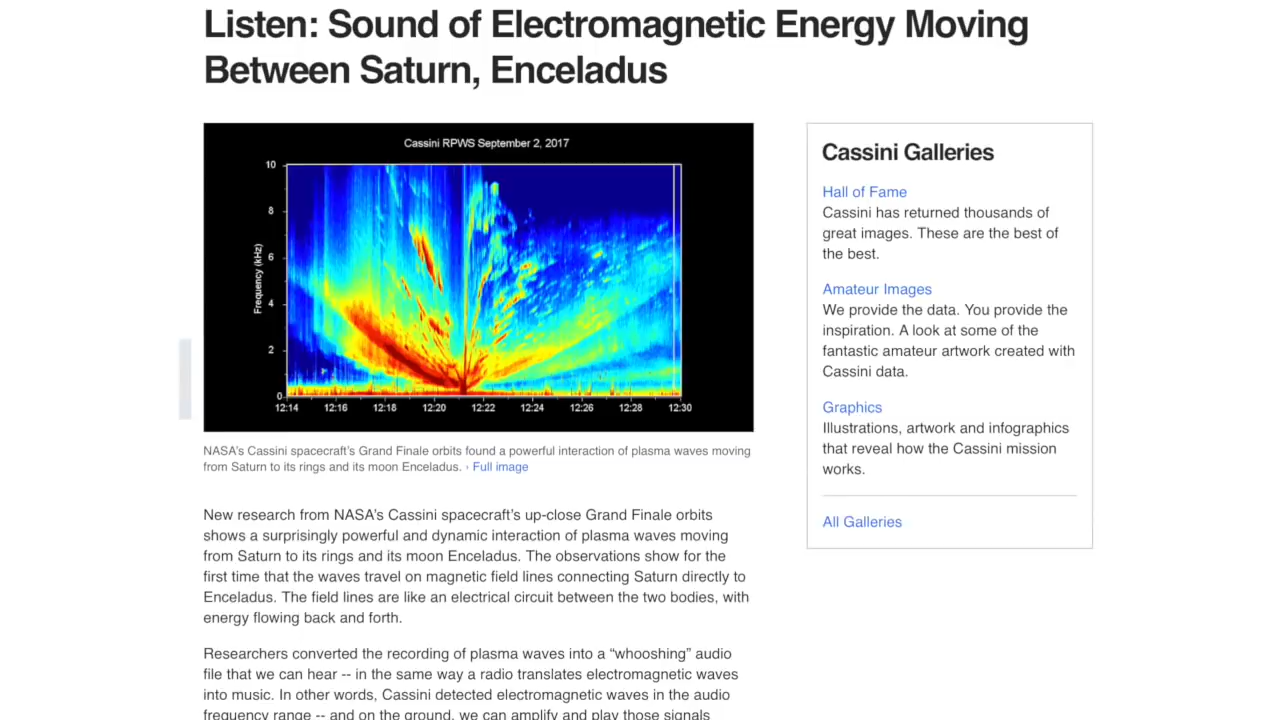 Listen: Sound of Electromagnetic Energy Moving
Between Saturn, Enceladus
Cassini RPWS September 2, 2017
10
8
6
4
2
0
Frequency (kHz)
12:14 12:16 12:18 12:20 12:22 12:24 12:26 12:28 12:30
NASA's Cassini spacecraft's Grand Finale orbits found a powerful interaction of plasma waves moving
from Saturn to its rings and its moon Enceladus. › Full image
New research from NASA's Cassini spacecraft's up-close Grand Finale orbits
shows a surprisingly powerful and dynamic interaction of plasma waves moving
from Saturn to its rings and its moon Enceladus. The observations show for the
first time that the waves travel on magnetic field lines connecting Saturn directly to
Enceladus. The field lines are like an electrical circuit between the two bodies, with
energy flowing back and forth.
Researchers converted the recording of plasma waves into a “whooshing” audio
file that we can hear -- in the same way a radio translates electromagnetic waves
into music. In other words, Cassini detected electromagnetic waves in the audio
frequency range -- and on the ground, we can amplify and play those signals
Cassini Galleries
Hall of Fame
Cassini has returned thousands of
great images. These are the best of
the best.
Amateur Images
We provide the data. You provide the
inspiration. A look at some of the
fantastic amateur artwork created with
Cassini data.
Graphics
Illustrations, artwork and infographics
that reveal how the Cassini mission
works.
All Galleries